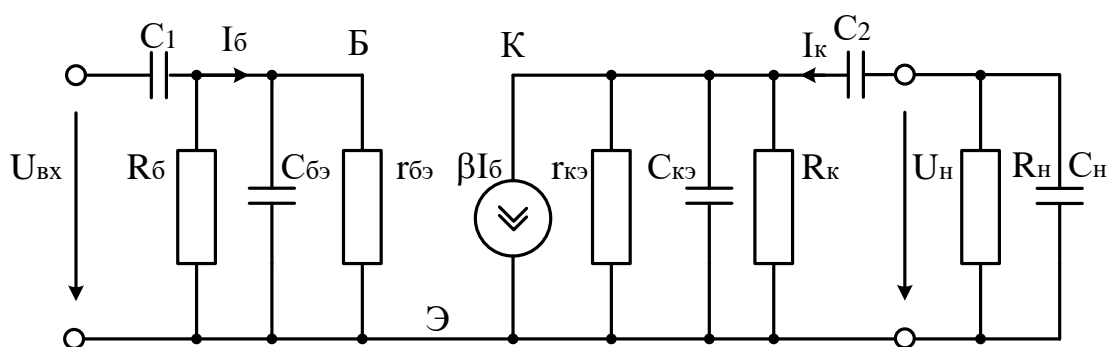 C1 Iб Б К Iк C2
Uвх Rб Cбэ rбэ βIб rкэ Cкэ Rк Uн Rн Cн
Э